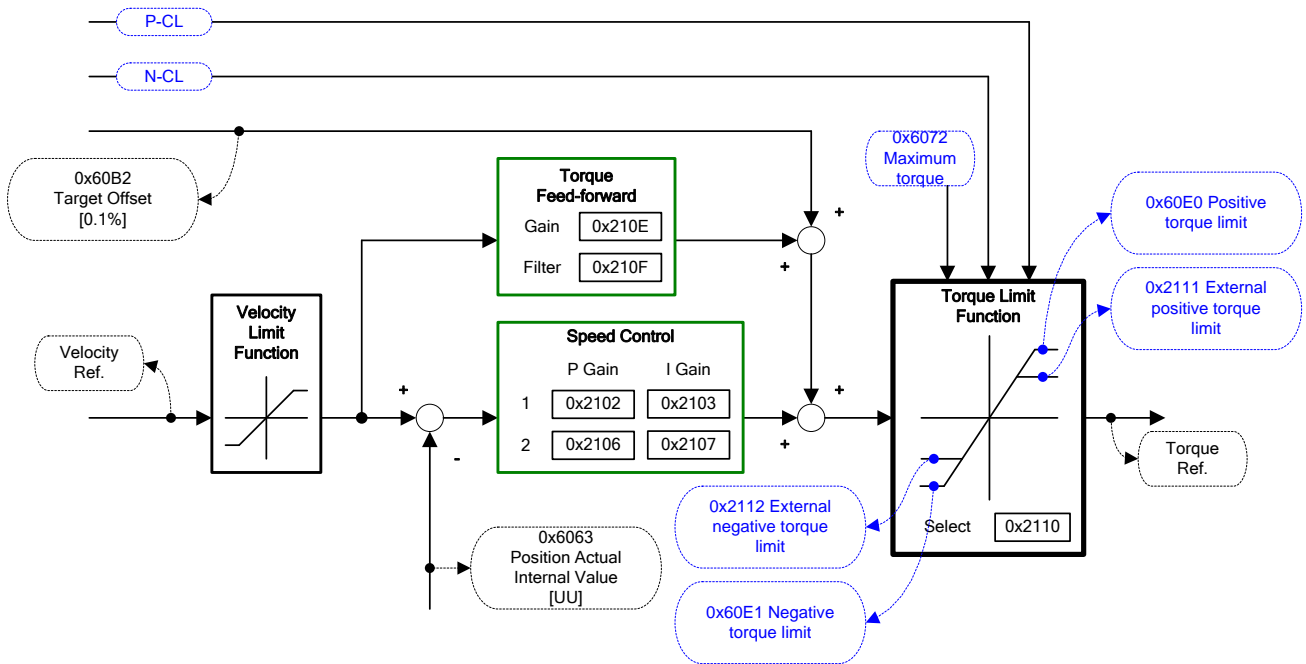 P-CL
N-CL
0x60B2
Target Offset
[0.1%]
0x6072
Maximum
torque
Torque
Feed-forward
Gain 0x210E
Filter 0x210F
+
+
0x60E0 Positive
torque limit
0x2111 External
positive torque
limit
Velocity
Limit
Function
Velocity
Ref.
+
-
Speed Control
P Gain I Gain
1 0x2102 0x2103
2 0x2106 0x2107
+
+
Torque Limit
Function
Select 0x2110
Torque
Ref.
0x2112 External
negative torque
limit
0x60E1 Negative
torque limit
0x6063
Position Actual
Internal Value
[UU]